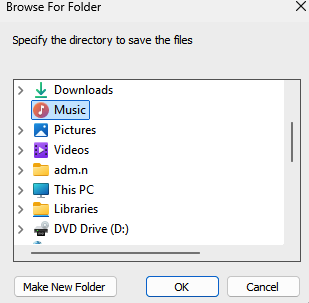 Browse For Folder
Specify the directory to save the files
Downloads
Music
Pictures
Videos
adm.n
This PC
Libraries
DVD Drive (D:)
Make New Folder OK Cancel